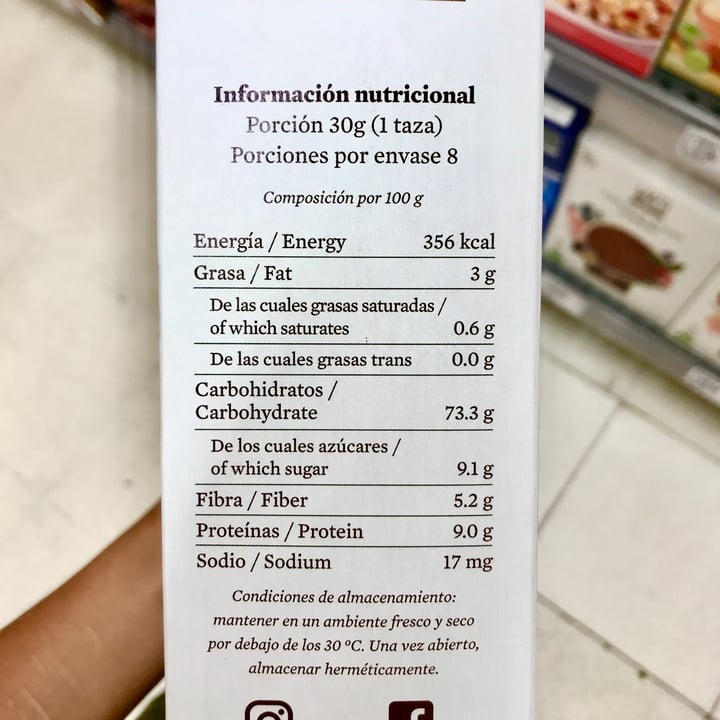 Información nutricional
Porción 30g (1 taza)
Porciones por envase 8
Composición por 100 g
Energía / Energy 356 kcal
Grasa / Fat 3 g
De las cuales grasas saturadas /
of which saturates 0.6 g
De las cuales grasas trans 0.0 g
Carbohidratos /
Carbohydrate 73.3 g
De los cuales azúcares /
of which sugar 9.1 g
Fibra / Fiber 5.2 g
Proteínas / Protein 9.0 g
Sodio / Sodium 17 mg
Condiciones de almacenamiento:
mantener en un ambiente fresco y seco
por debajo de los 30 ºC. Una vez abierto,
almacenar herméticamente.